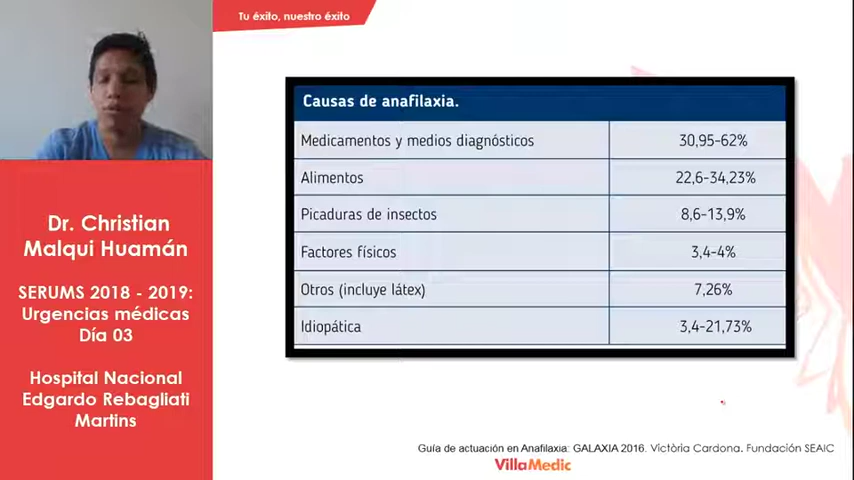 Tu éxito, nuestro éxito
Dr. Christian
Malqui Huamán
SERUMS 2018 - 2019:
Urgencias médicas
Día 03
Hospital Nacional
Edgardo Rebagliati
Martins
Causas de anafilaxia.
Medicamentos y medios diagnósticos 30,95-62%
Alimentos 22,6-34,23%
Picaduras de insectos 8,6-13,9%
Factores físicos 3,4-4%
Otros (incluye látex) 7,26%
Idiopática 3,4-21,73%
Guía de actuación en Anafilaxia: GALAXIA 2016. Victòria Cardona. Fundación SEAIC
VillaMedic